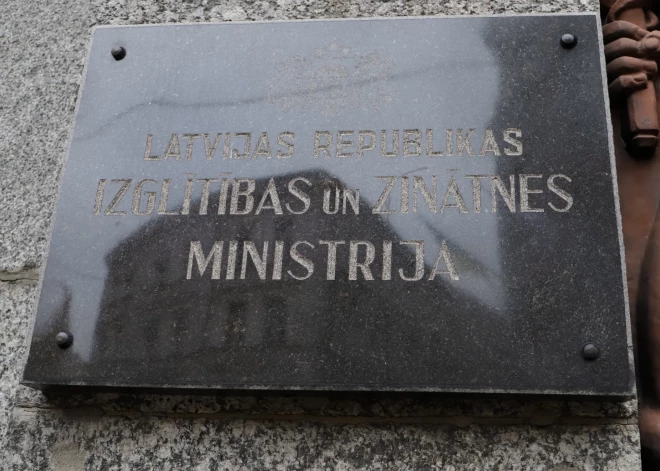 LATVIJAS REPUBLIKAS
IZGLĪTĪBAS UN ZINĀTNES
MINISTRIJA